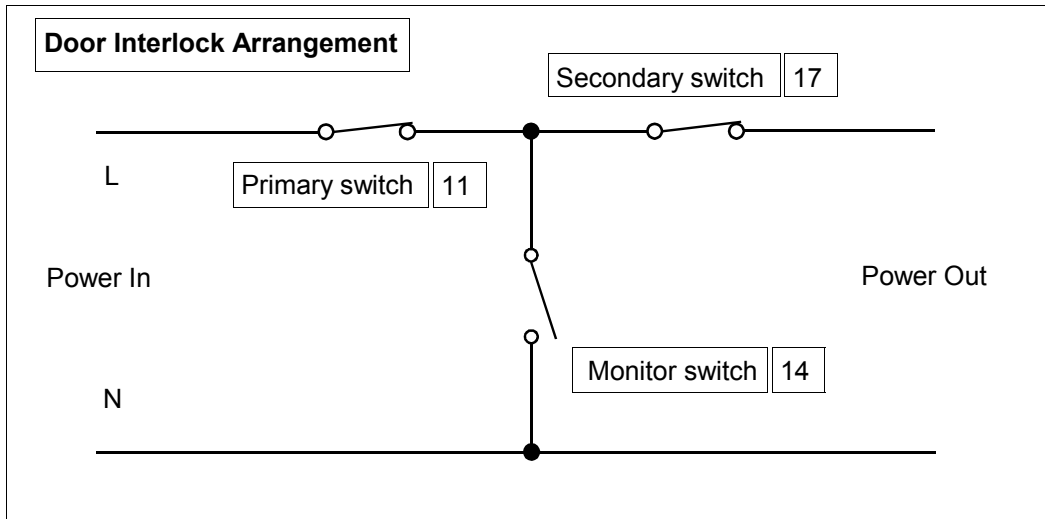 Door Interlock Arrangement
Secondary switch 17
L
Primary switch 11
Power In
Power Out
Monitor switch 14
N